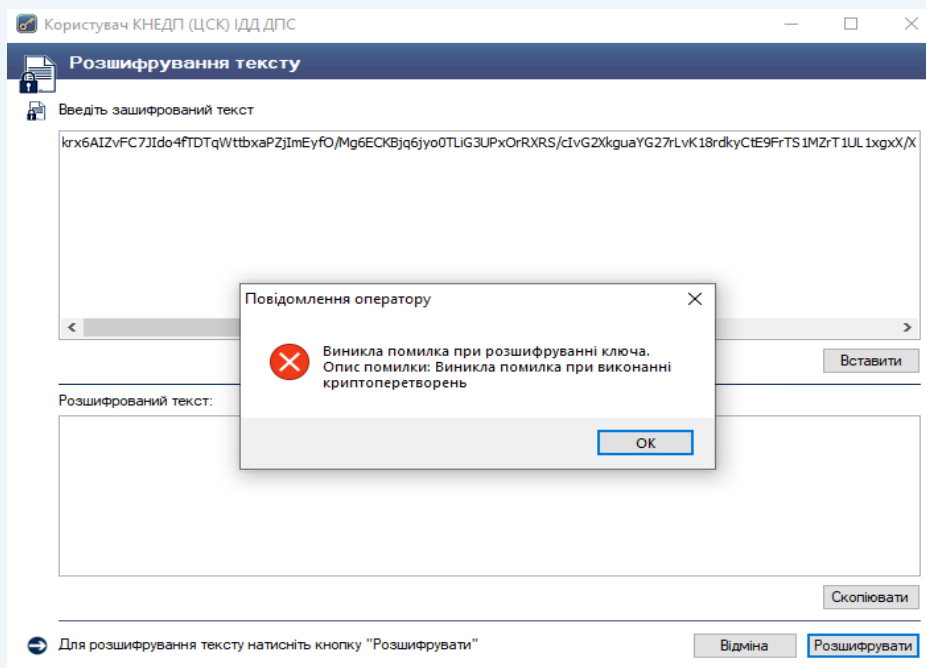 Користувач КНЕДП (ЦСК) ІДД ДПС
Розшифрування тексту
Введіть зашифрований текст
krx6AIZvFC7JIdo4fTDTqWttbxaPZjImEyfO/Mg6ECKBjq6jyo0TLiG3UPxOrRXRS/cIvG2XkguaYG27rLvK18rdkyCtE9FrTS1MZrT1UL1xgxX/X
Повідомлення оператору
Виникла помилка при розшифруванні ключа.
Опис помилки: Виникла помилка при виконанні
криптоперетворень
OK
Вставити
Розшифрований текст:
Скопіювати
Для розшифрування тексту натисніть кнопку "Розшифрувати"
Відміна
Розшифрувати